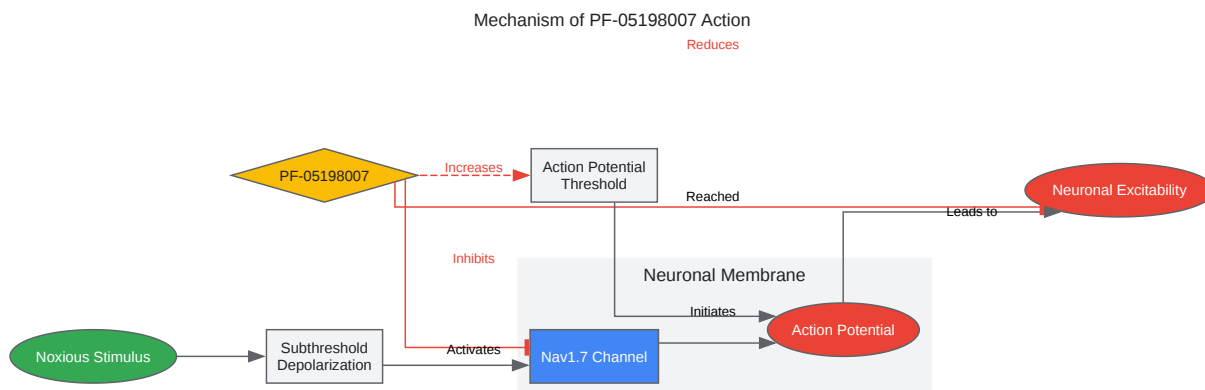 Mechanism of PF-05198007 Action
Reduces
PF-05198007
Increases
Action Potential
Threshold
Reached
Neuronal Excitability
Leads to
Inhibits
Neuronal Membrane
Initiates
Action Potential
Noxious Stimulus
Subthreshold
Depolarization
Activates
Nav1.7 Channel